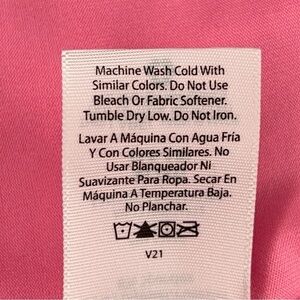 Machine Wash Cold With
Similar Colors. Do Not Use
Bleach Or Fabric Softener.
Tumble Dry Low. Do Not Iron.
Lavar A Máquina Con Agua Fría
Y Con Colores Similares. No
Usar Blanqueador Ni
Suavizante Para Ropa. Secar En
Máquina A Temperatura Baja.
No Planchar.
V21